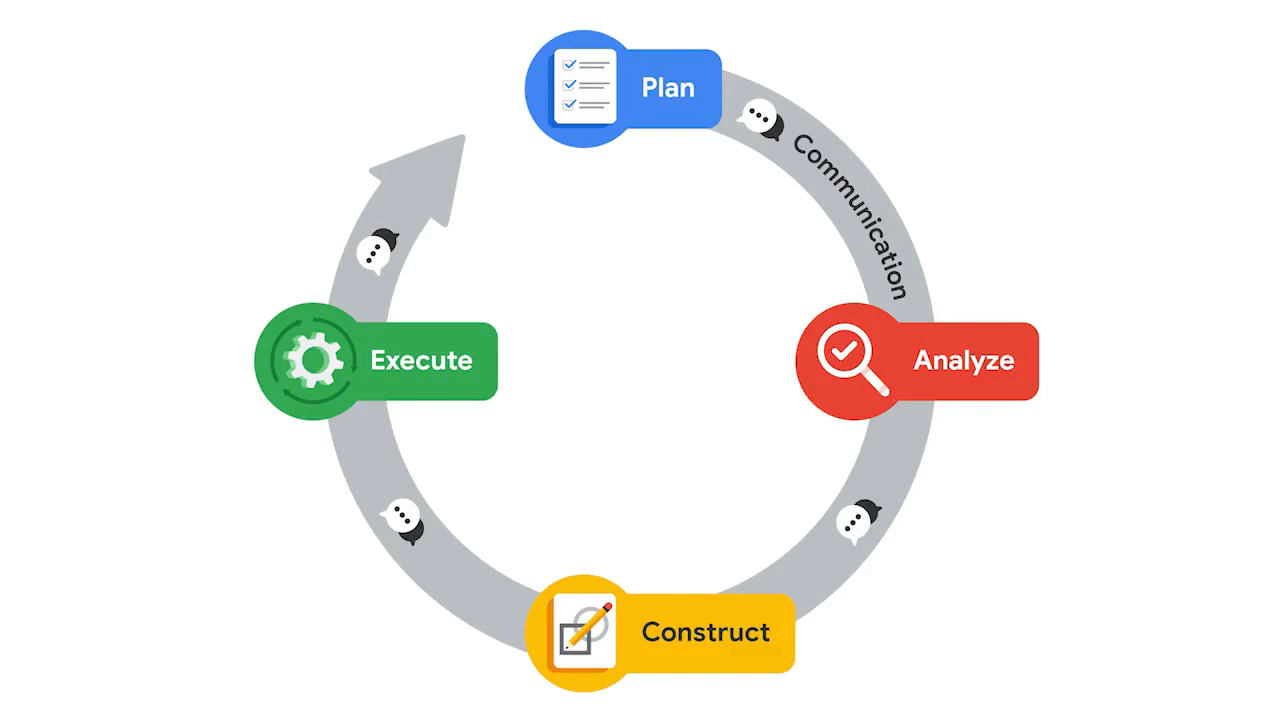 Plan
Communication
Analyze
Construct
Execute